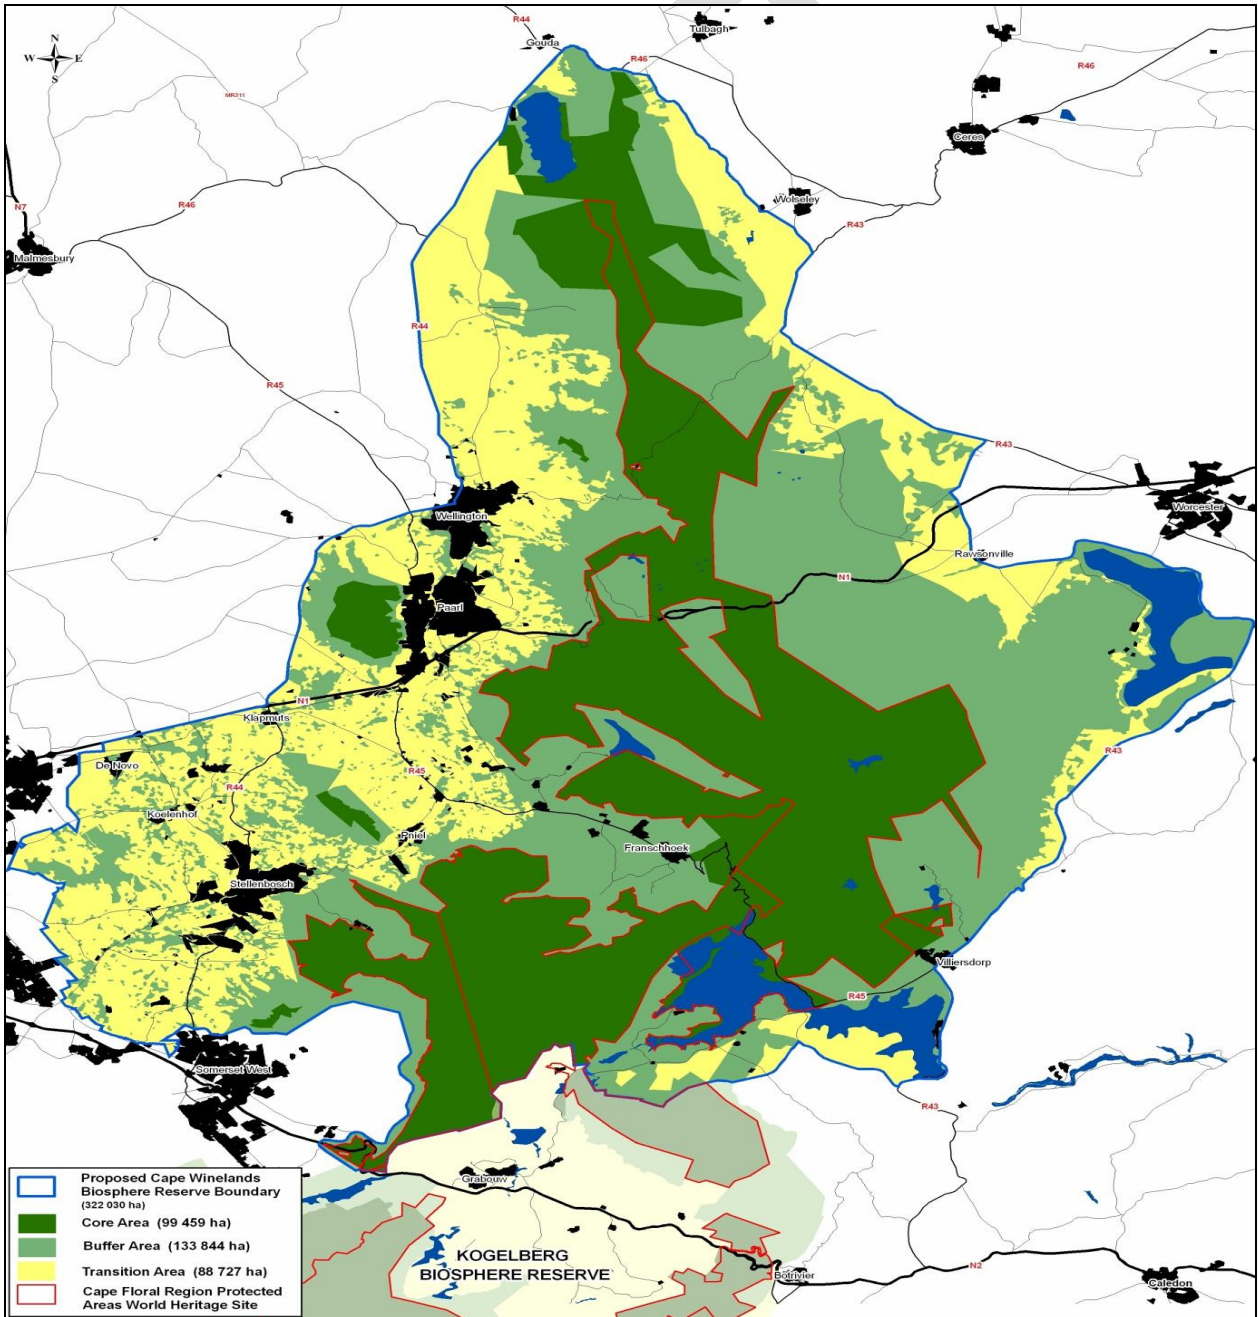 R44
Tulbagh
Gouda
N
W E
S
R46
R46
MR311
Ceres
Wolseley
N7
R46
R43
Malmesbury
R44
R45
R43
Worcester
Wellington
Rawsonville
N1
Paarl
N1
Klapmuts
R43
De Novo
R45
R44
Koelenhof
Pniel
Franschhoek
Stellenbosch
Villiersdorp
R45
Somerset West
R43
Grabouw
KOGELBERG
BIOSPHERE RESERVE
N2
Botrivier
Caledon
Proposed Cape Winelands
Biosphere Reserve Boundary
(322 030 ha)
Core Area (99 459 ha)
Buffer Area (133 844 ha)
Transition Area (88 727 ha)
Cape Floral Region Protected
Areas World Heritage Site